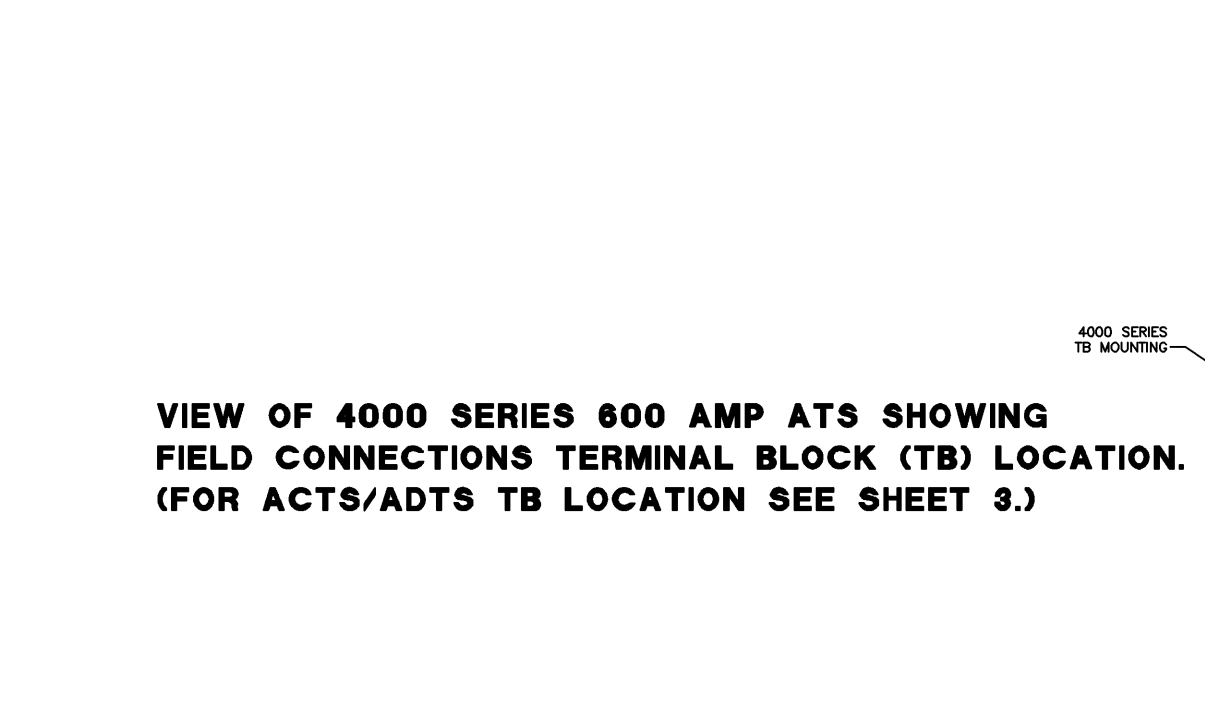 4000 SERIES
TB MOUNTING
VIEW OF 4000 SERIES 600 AMP ATS SHOWING
FIELD CONNECTIONS TERMINAL BLOCK (TB) LOCATION.
(FOR ACTS/ADTS TB LOCATION SEE SHEET 3.)